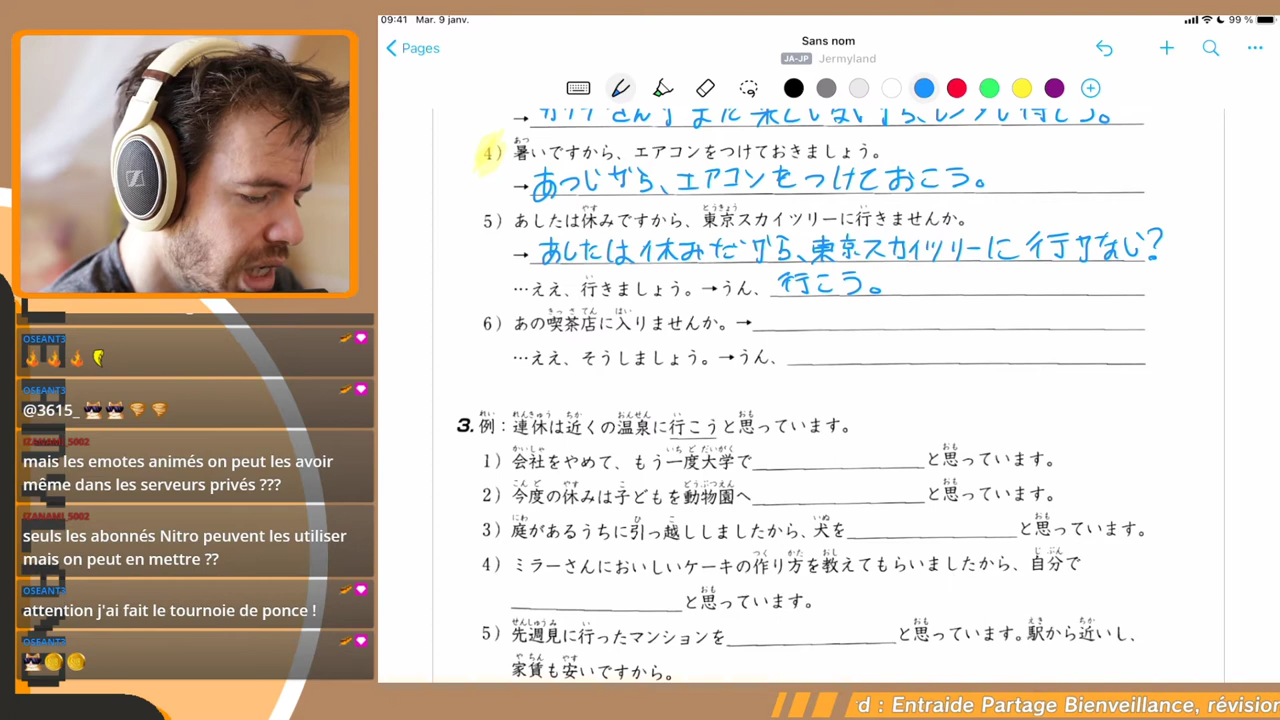 09:41 Mar. 9 janv.
99 %
Pages
Sans nom
JA-JP Jermyland
4) 暑いですから、エアコンをつけておきましょう。
→あついから、エアコンをつけておこう。
5) あしたは休みですから、東京スカイツリーに行きませんか。
→あしたは休みだから、東京スカイツリーに行かない?
…ええ、行きましょう。→うん、行こう。
6) あの喫茶店に入りませんか。→
…ええ、そうしましょう。→うん、
3. 例:連休は近くの温泉に行こうと思っています。
1) 会社をやめて、もう一度大学で と思っています。
2) 今度の休みは子どもを動物園へ と思っています。
3) 庭があるうちに引っ越ししましたから、犬を と思っています。
4) ミラーさんにおいしいケーキの作り方を教えてもらいましたから、自分で
と思っています。
5) 先週見に行ったマンションを と思っています。駅から近いし、
家賃も安いですから。
OSEANT3
OSEANT3
@3615_
IZANAMI_5002
mais les emotes animés on peut les avoir
même dans les serveurs privés ???
IZANAMI_5002
seuls les abonnés Nitro peuvent les utiliser
mais on peut en mettre ??
OSEANT3
attention j'ai fait le tournoie de ponce !
OSEANT3
d : Entraide Partage Bienveillance, révision